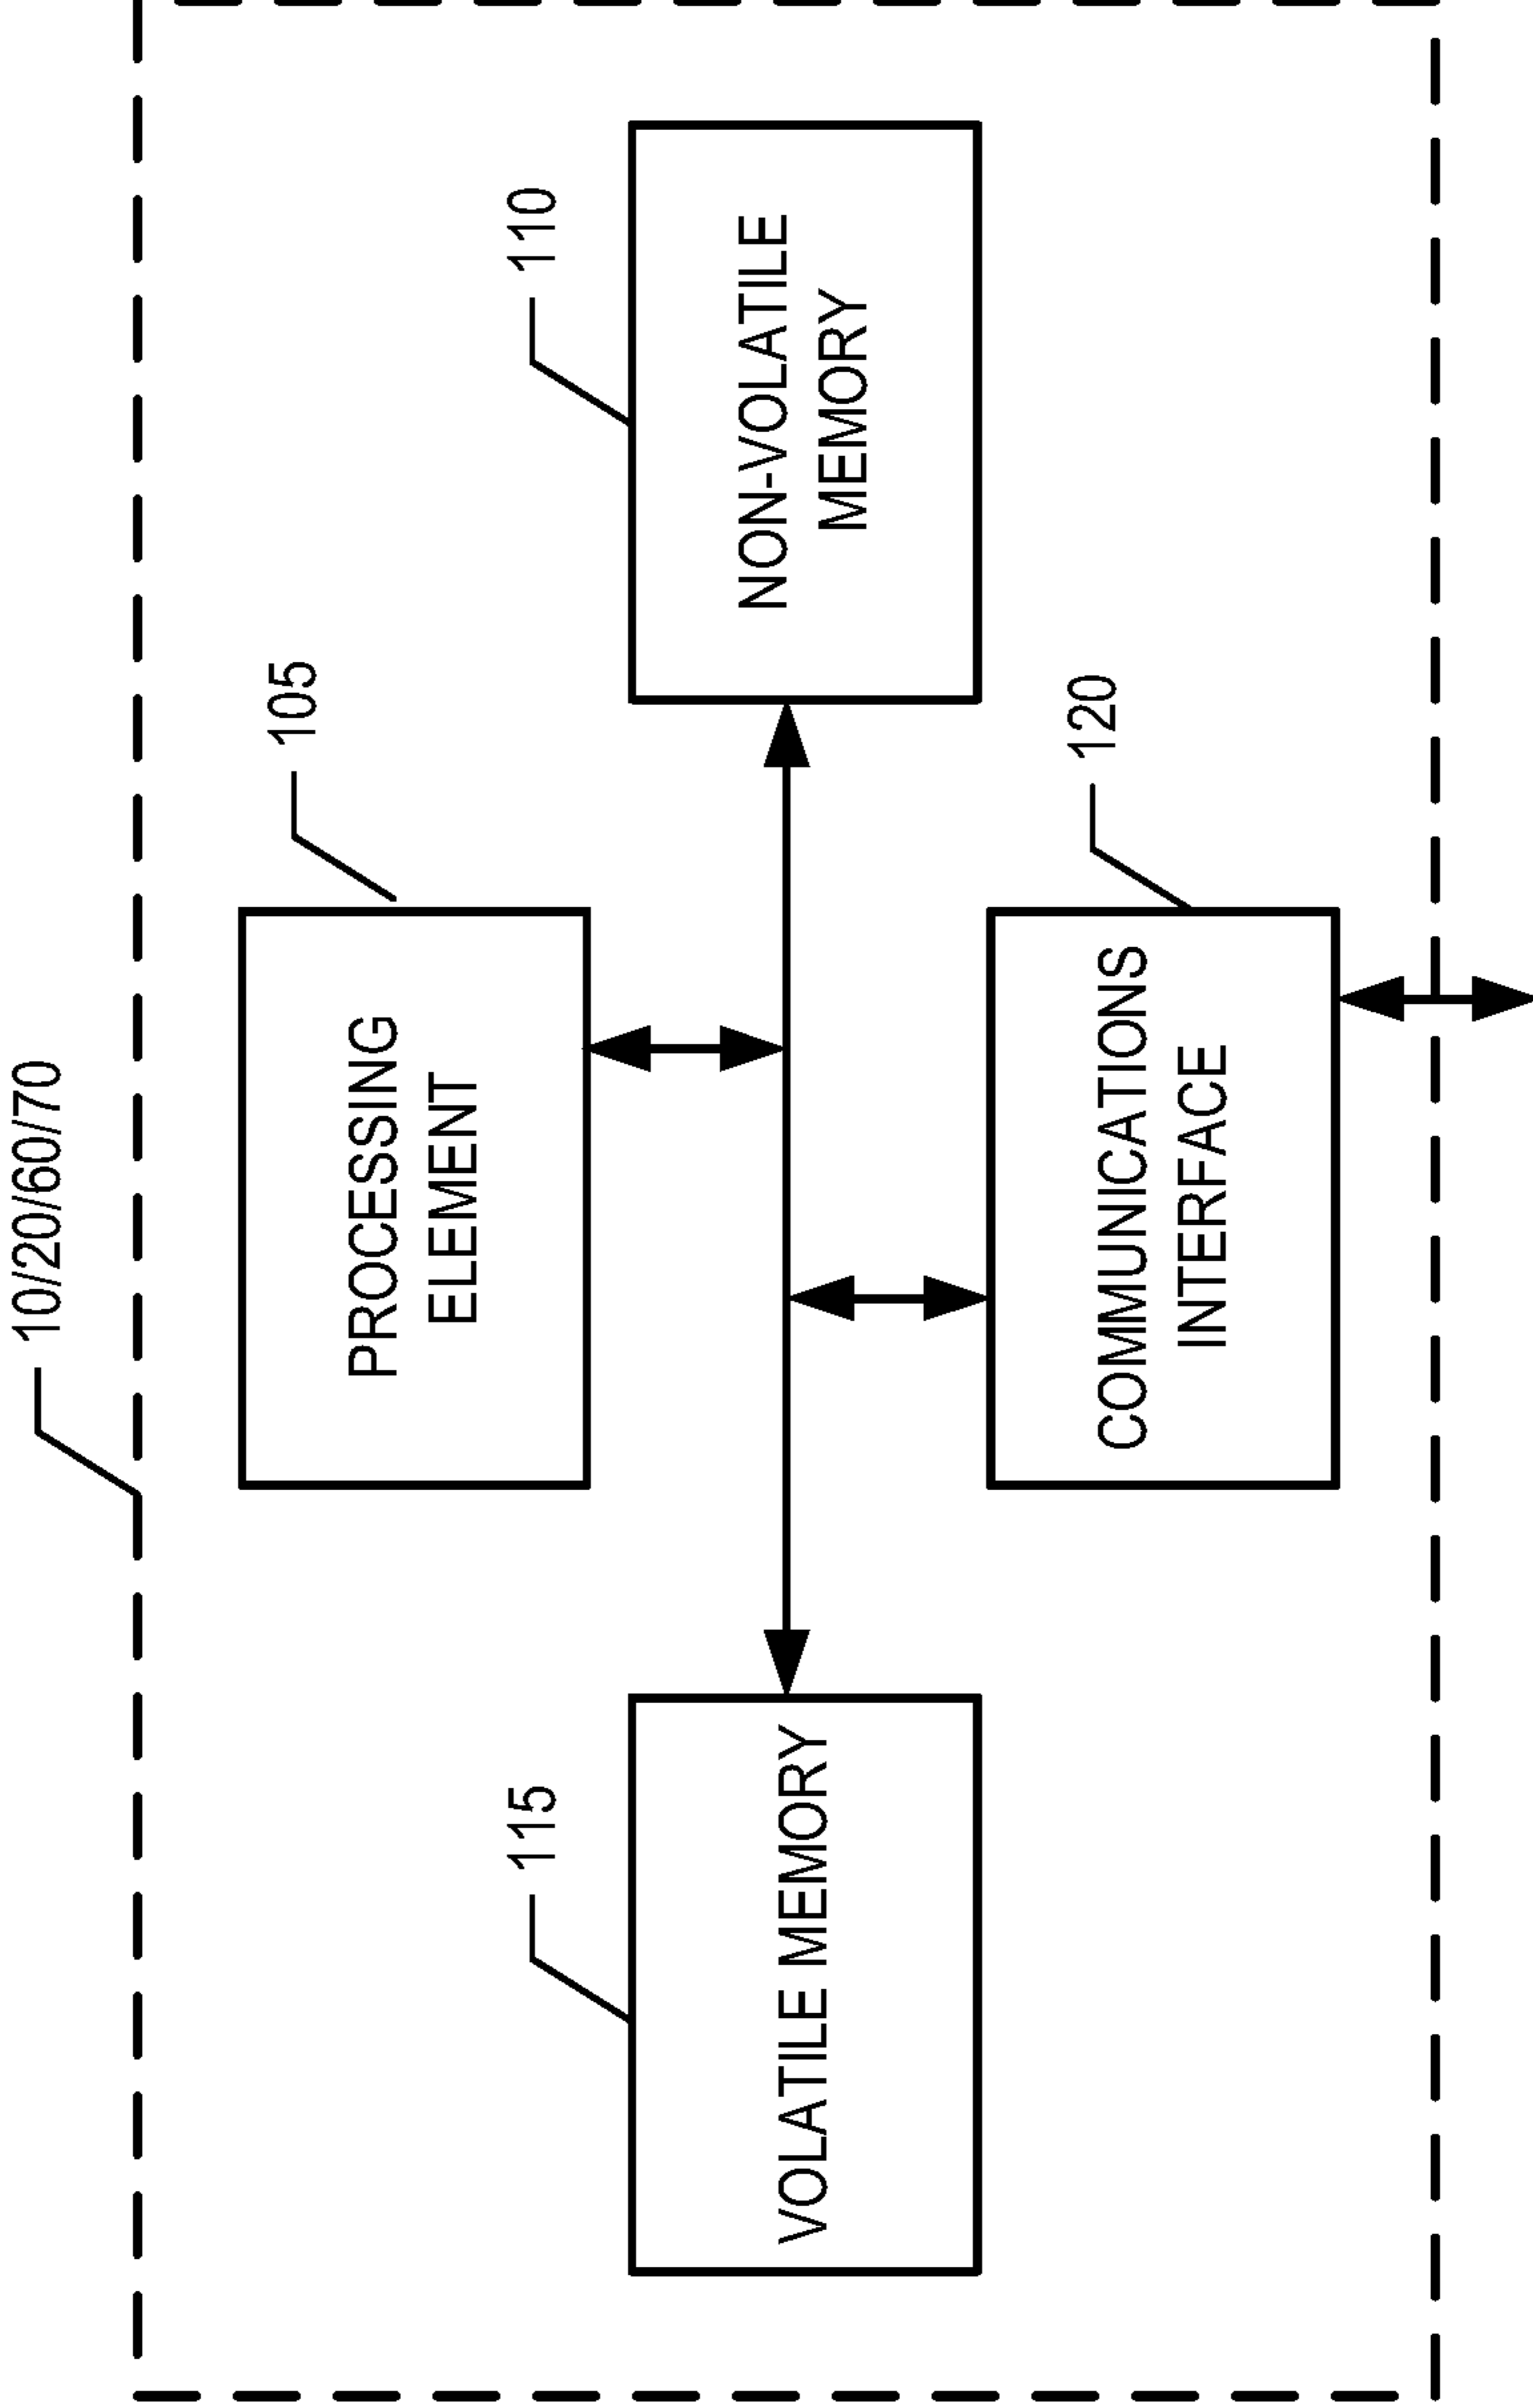 10/20/60/70
105
PROCESSING
ELEMENT
115
110
VOLATILE MEMORY
NON-VOLATILE
MEMORY
120
COMMUNICATIONS
INTERFACE